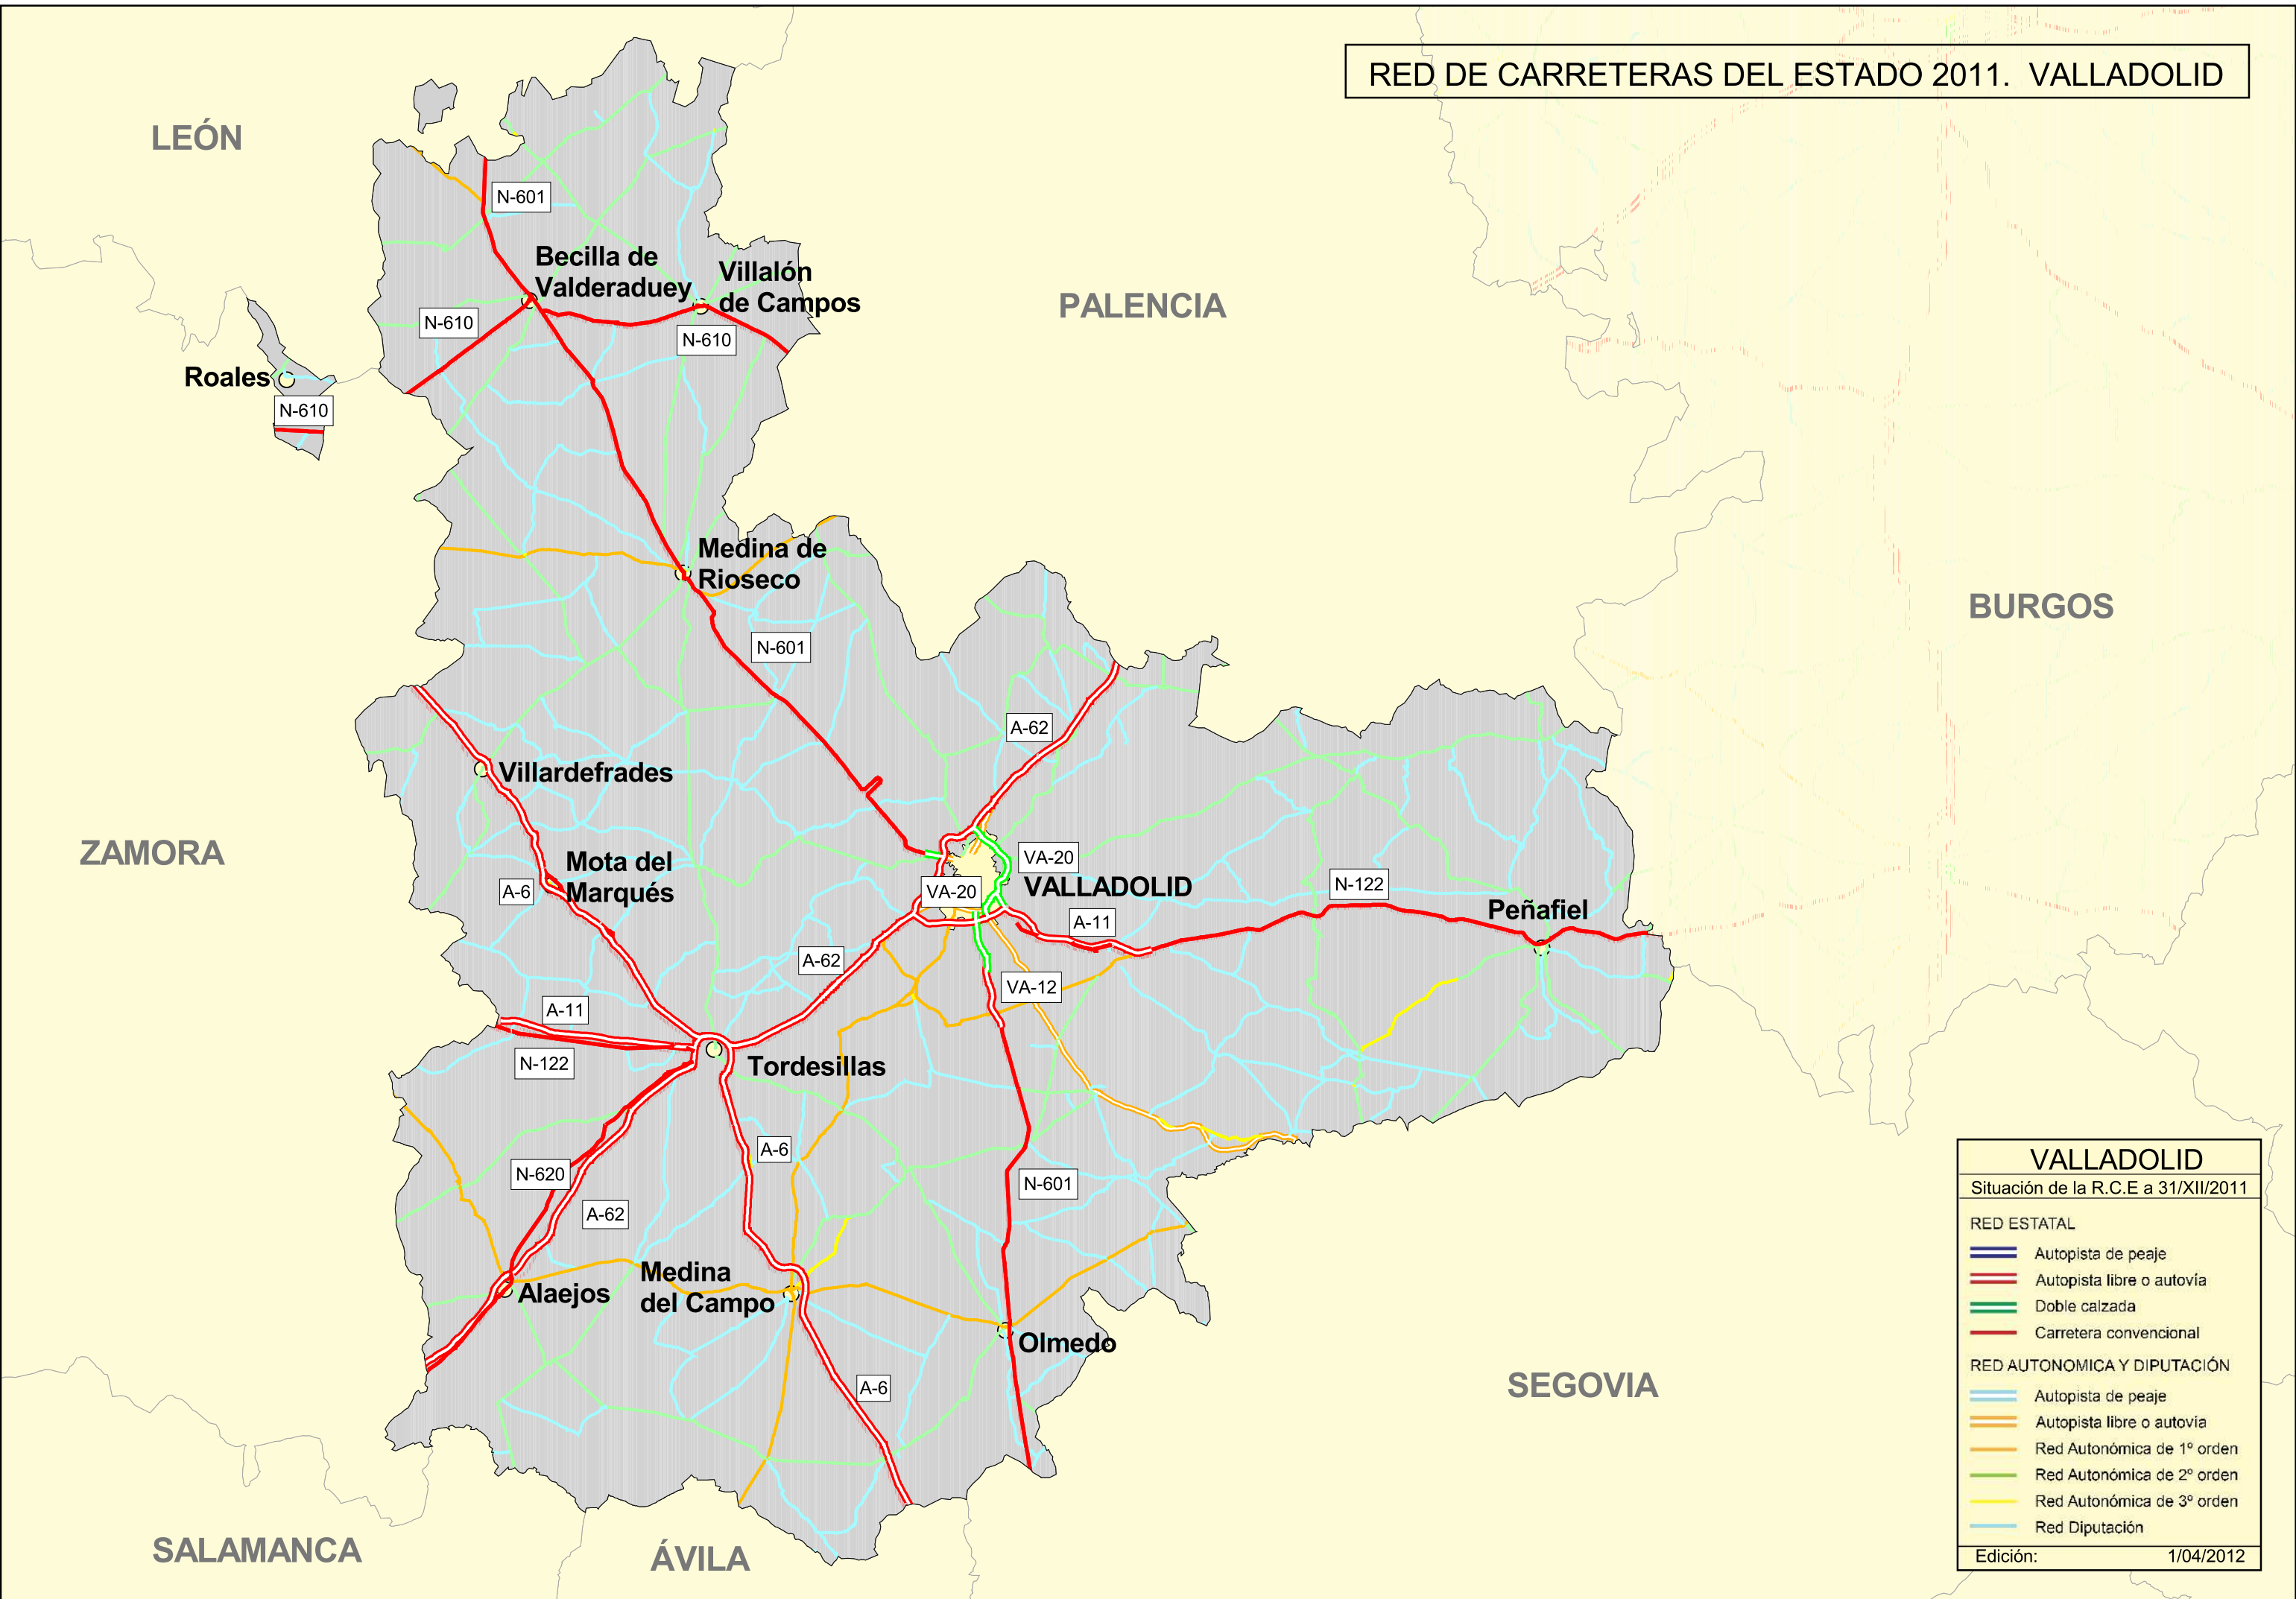 RED DE CARRETERAS DEL ESTADO 2011. VALLADOLID
LEÓN
N-601
Becilla de
Valderaduey
Villalón
de Campos
PALENCIA
N-610
N-610
Roales
N-610
Medina de
Rioseco
BURGOS
N-601
A-62
Villardefrades
ZAMORA
Mota del
Marqués
A-6
VA-20
VA-20
VALLADOLID
N-122
Peñafiel
A-11
A-62
VA-12
A-11
N-122
Tordesillas
A-6
N-620
N-601
A-62
Medina
del Campo
Alaejos
Olmedo
A-6
SEGOVIA
SALAMANCA
ÁVILA
VALLADOLID
Situación de la R.C.E a 31/XII/2011
RED ESTATAL
Autopista de peaje
Autopista libre o autovía
Doble calzada
Carretera convencional
RED AUTONOMICA Y DIPUTACIÓN
Autopista de peaje
Autopista libre o autovía
Red Autonómica de 1º orden
Red Autonómica de 2º orden
Red Autonómica de 3º orden
Red Diputación
Edición: 1/04/2012